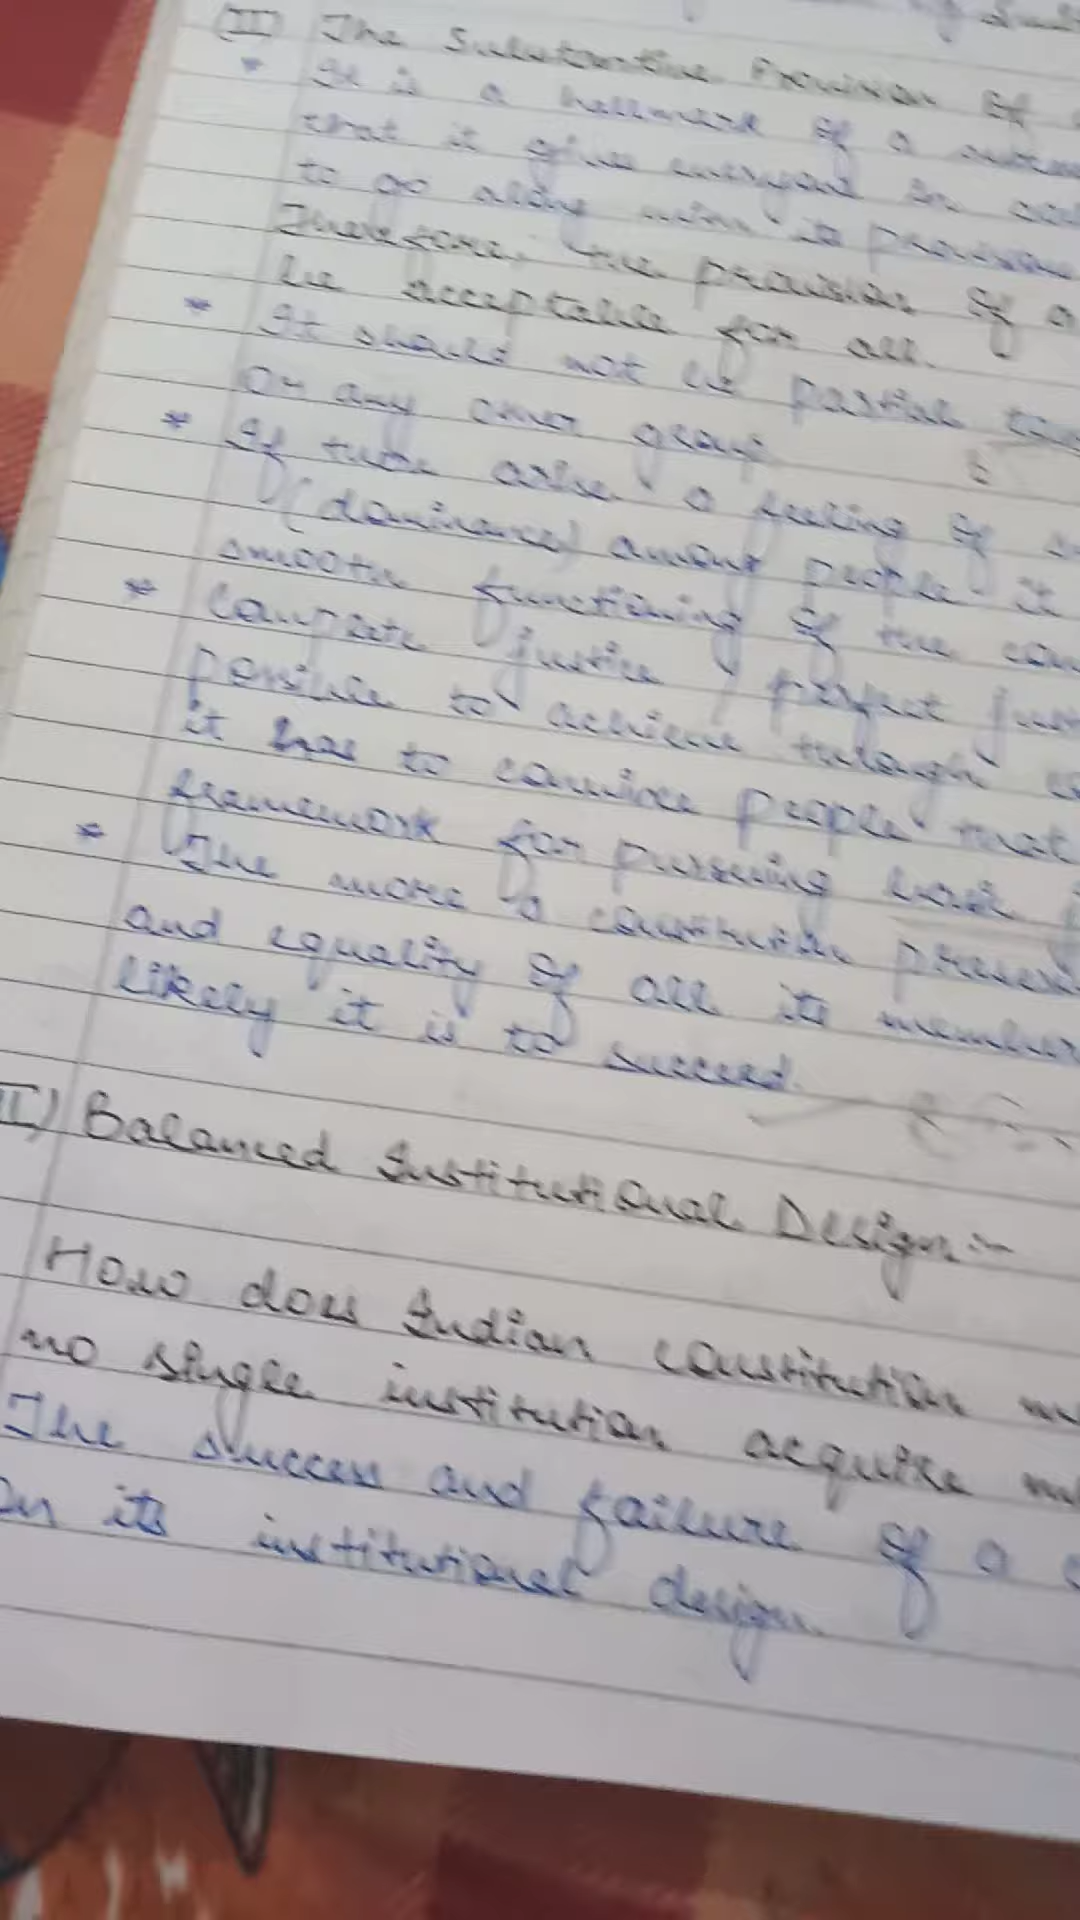 (II) The Substantive Provision of
* It is a hallmark of a
that it gives everyone
to go along with its provisions
Therefore, the provision of a
be acceptable for all.
* It should not be partial
or any other group
* If there arise a feeling of
(dominance) among people it
smooth functioning of the
* Complete justice / perfect
possible to achieve through
it has to convince people that
framework for pursuing
* The more a constitution
and equality of all its members
likely it is to succeed.
I) Balanced Institutional Design:-
How does Indian constitution
no single institution acquire
The success and failure of a
on its institutional design.